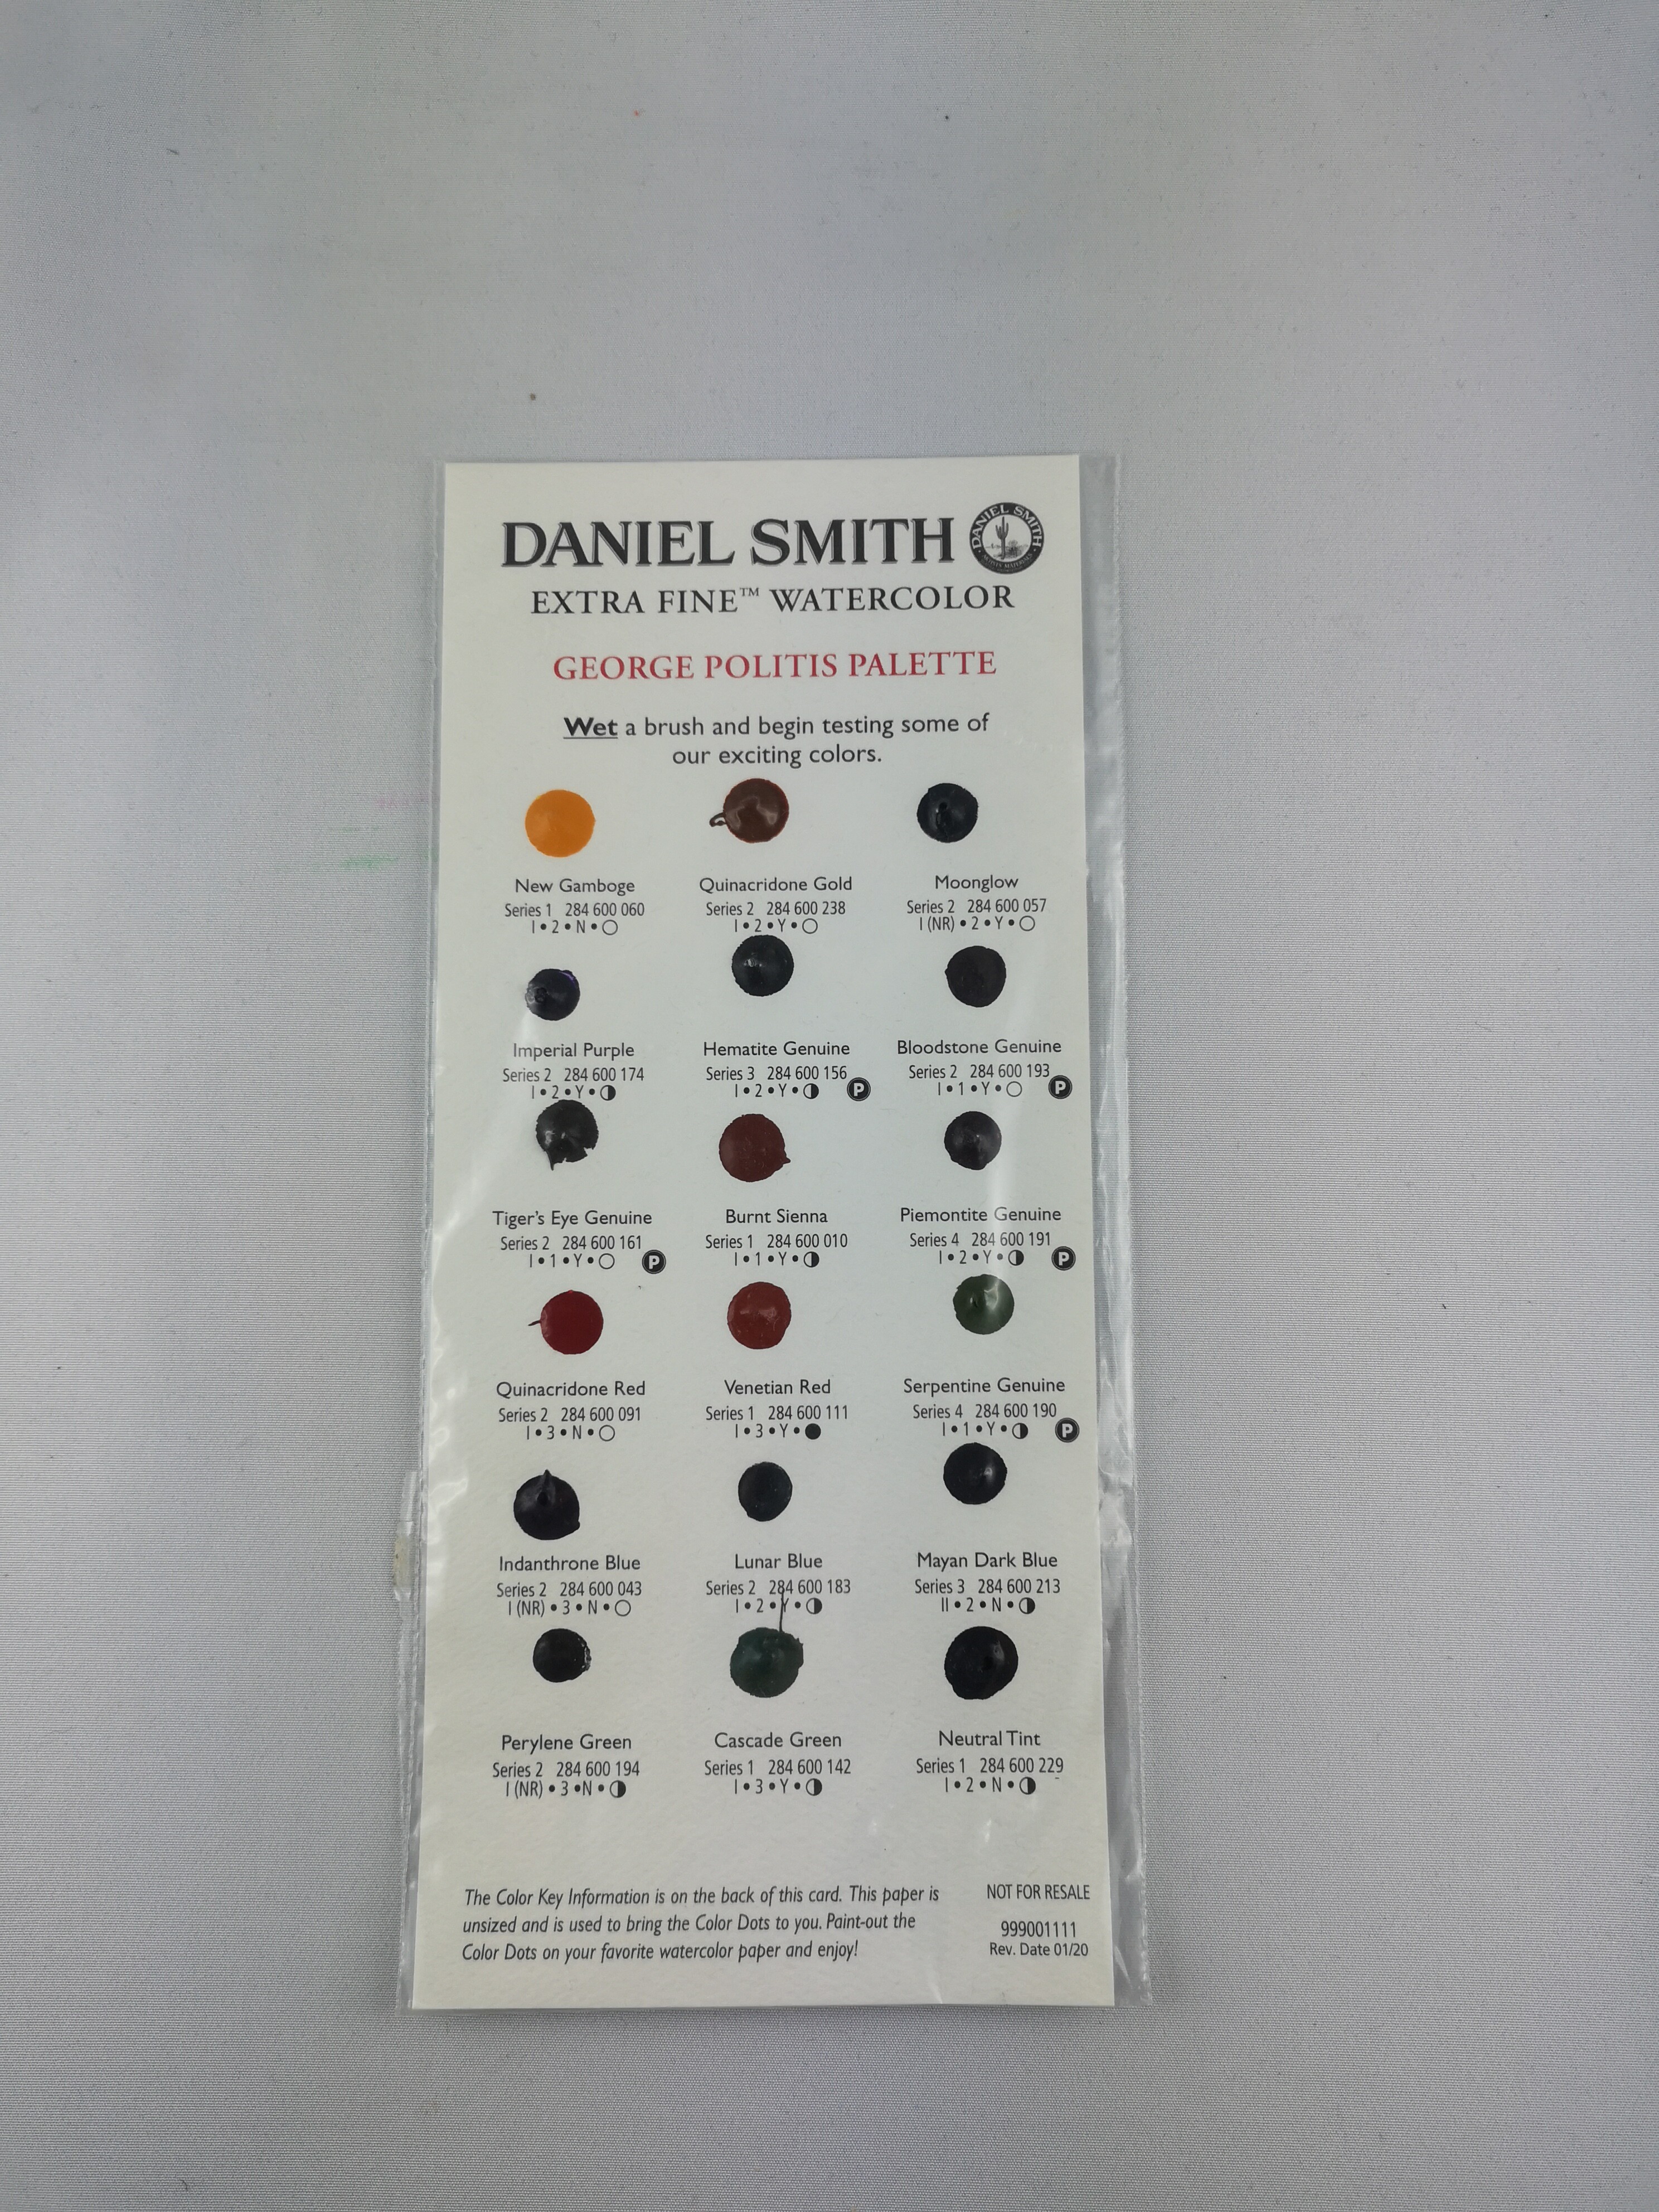 DANIEL SMITH
DANIEL SMITH
EXTRA FINE™ WATERCOLOR
GEORGE POLITIS PALETTE
Wet a brush and begin testing some of
our exciting colors.
New Gamboge
Series 1 284 600 060
I • 2 • N • ○
Quinacridone Gold
Series 2 284 600 238
I • 2 • Y • ○
Moonglow
Series 2 284 600 057
I (NR) • 2 • Y • ○
Imperial Purple
Series 2 284 600 174
I • 2 • Y • ◑
Hematite Genuine
Series 3 284 600 156
I • 2 • Y • ◑ P
Bloodstone Genuine
Series 2 284 600 193
I • 1 • Y • ○ P
Tiger's Eye Genuine
Series 2 284 600 161
I • 1 • Y • ○ P
Burnt Sienna
Series 1 284 600 010
I • 1 • Y • ◑
Piemontite Genuine
Series 4 284 600 191
I • 2 • Y • ◑ P
Quinacridone Red
Series 2 284 600 091
I • 3 • N • ○
Venetian Red
Series 1 284 600 111
I • 3 • Y • ●
Serpentine Genuine
Series 4 284 600 190
I • 1 • Y • ◑ P
Indanthrone Blue
Series 2 284 600 043
I (NR) • 3 • N • ○
Lunar Blue
Series 2 284 600 183
I • 2 • Y • ◑
Mayan Dark Blue
Series 3 284 600 213
II • 2 • N • ◑
Perylene Green
Series 2 284 600 194
I (NR) • 3 • N • ◑
Cascade Green
Series 1 284 600 142
I • 3 • Y • ◑
Neutral Tint
Series 1 284 600 229
I • 2 • N • ◑
The Color Key Information is on the back of this card. This paper is
unsized and is used to bring the Color Dots to you. Paint-out the
Color Dots on your favorite watercolor paper and enjoy!
NOT FOR RESALE
999001111
Rev. Date 01/20